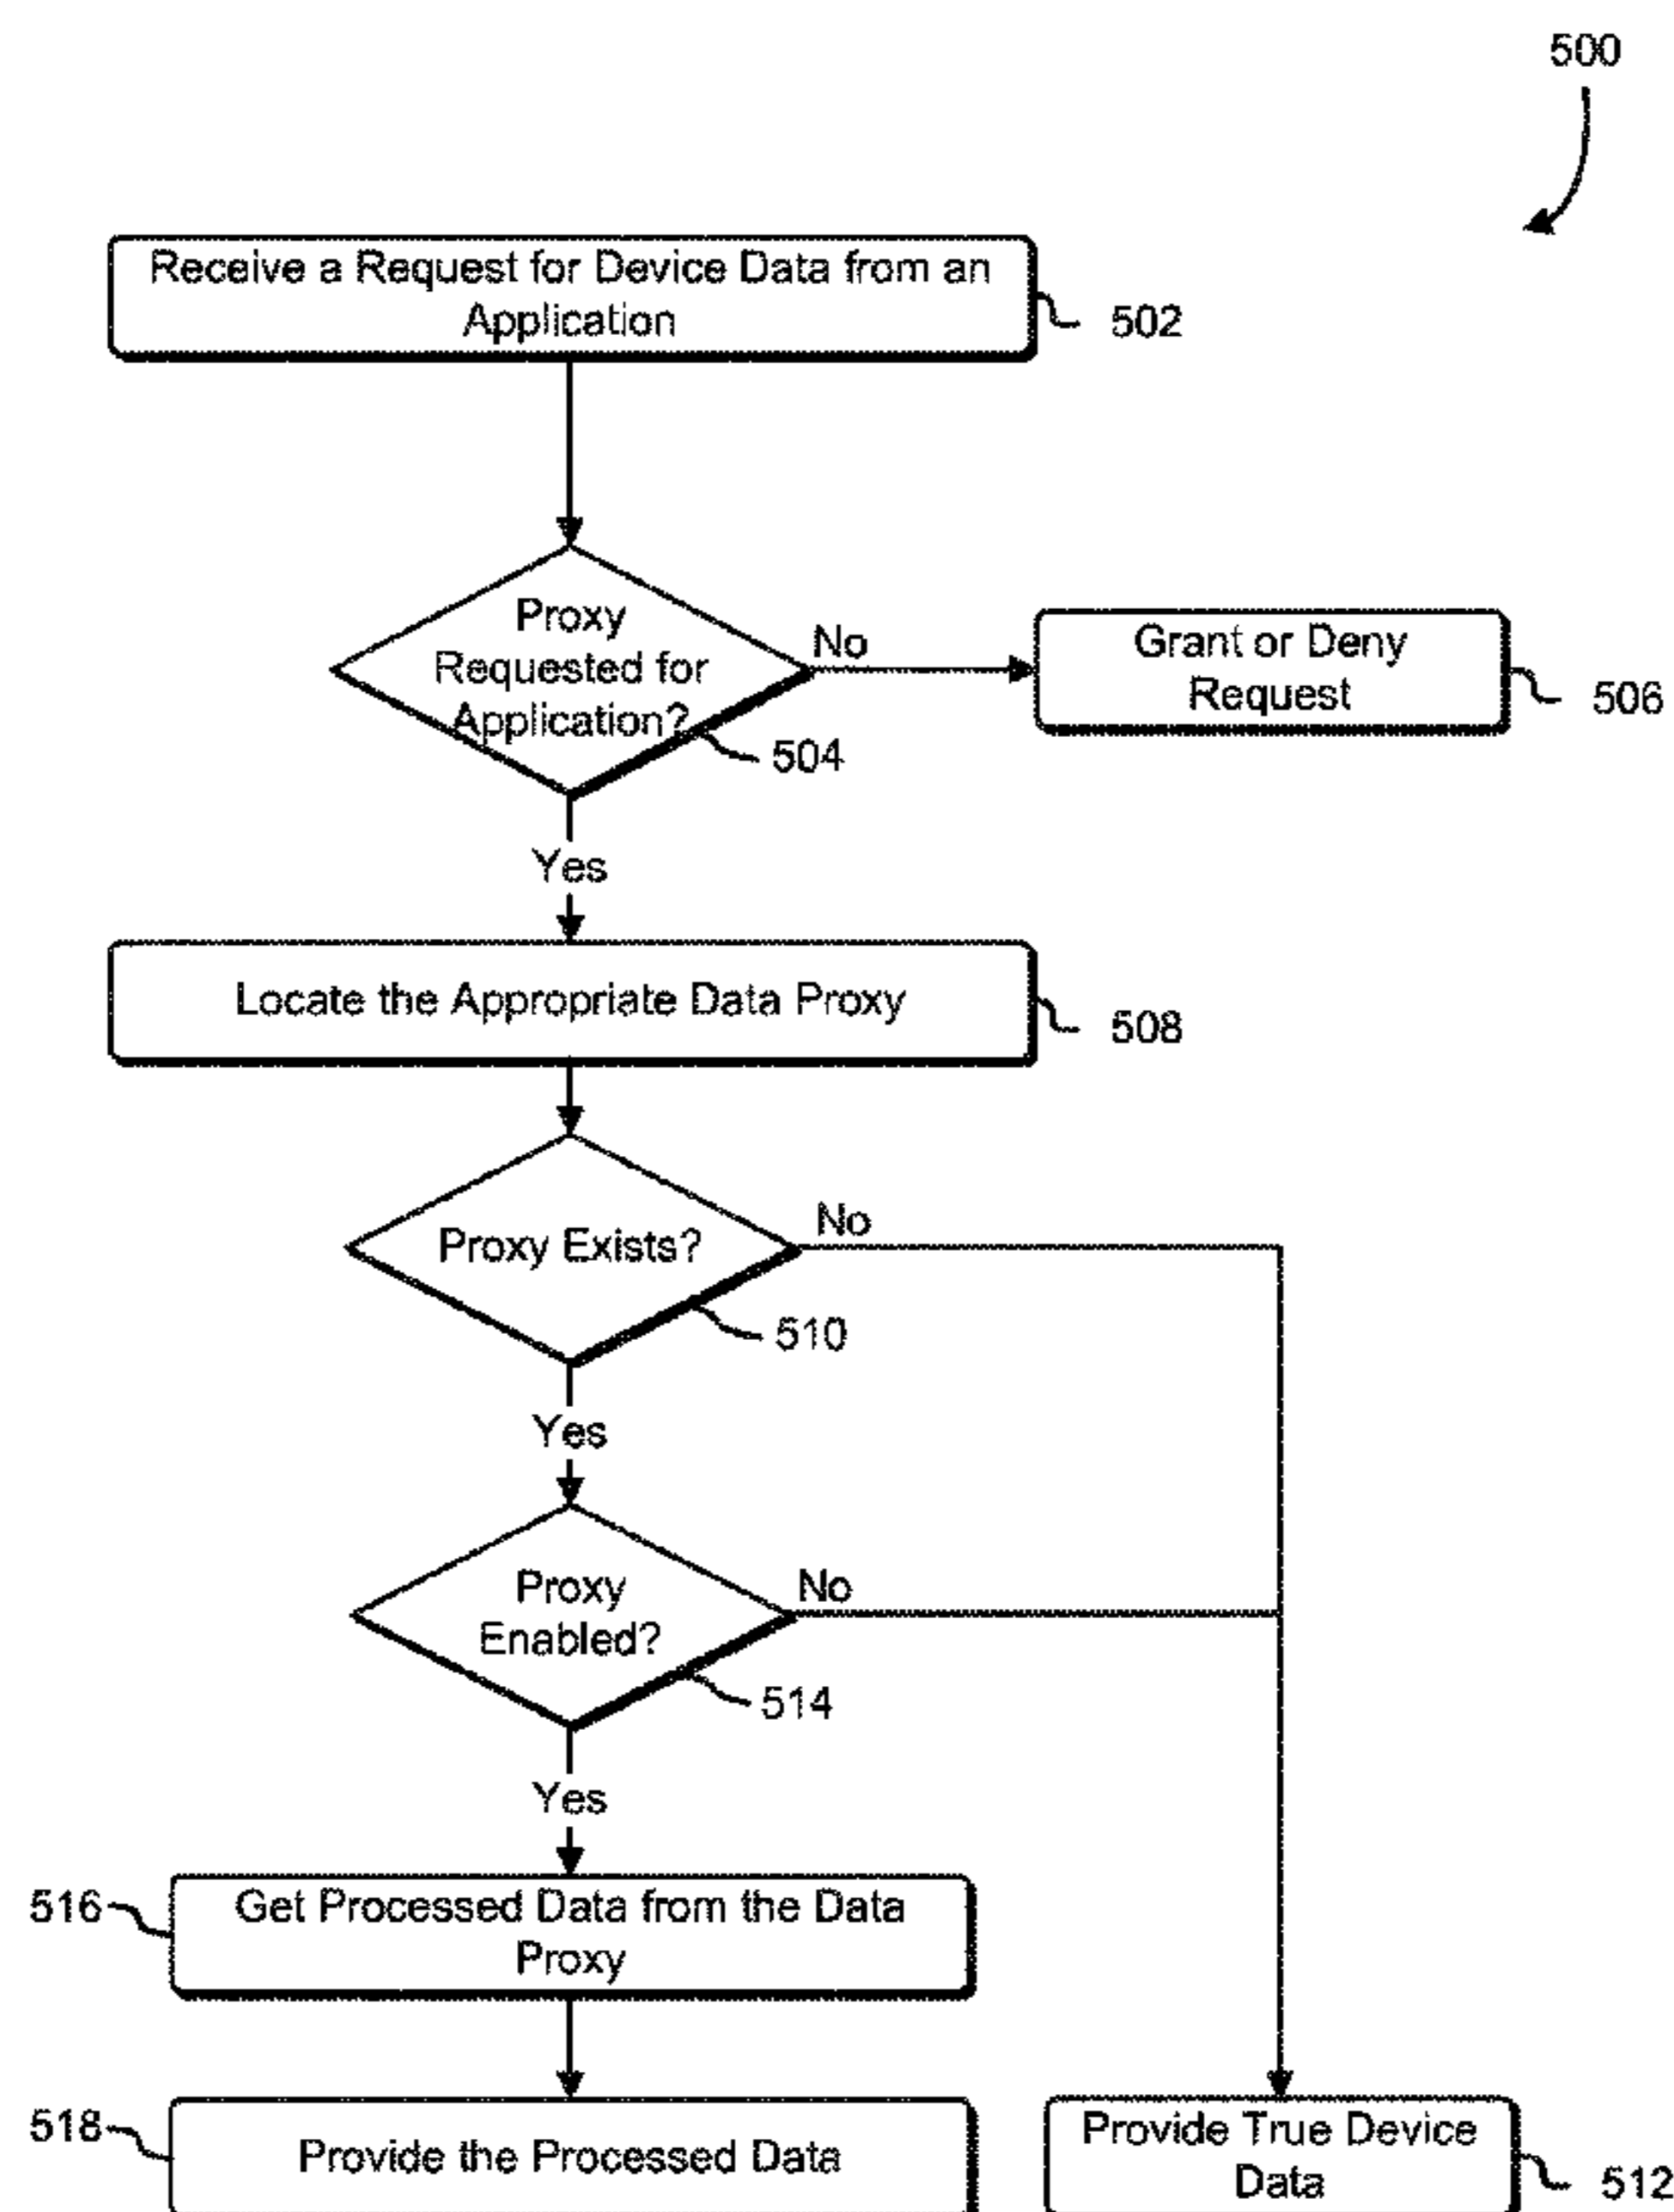 500
Receive a Request for Device Data from an
Application
502
Proxy
Requested for
Application?
504
No
Grant or Deny
Request
506
Yes
Locate the Appropriate Data Proxy
508
Proxy Exists?
No
510
Yes
Proxy
Enabled?
No
514
Yes
516
Get Processed Data from the Data
Proxy
518
Provide the Processed Data
Provide True Device
Data
512